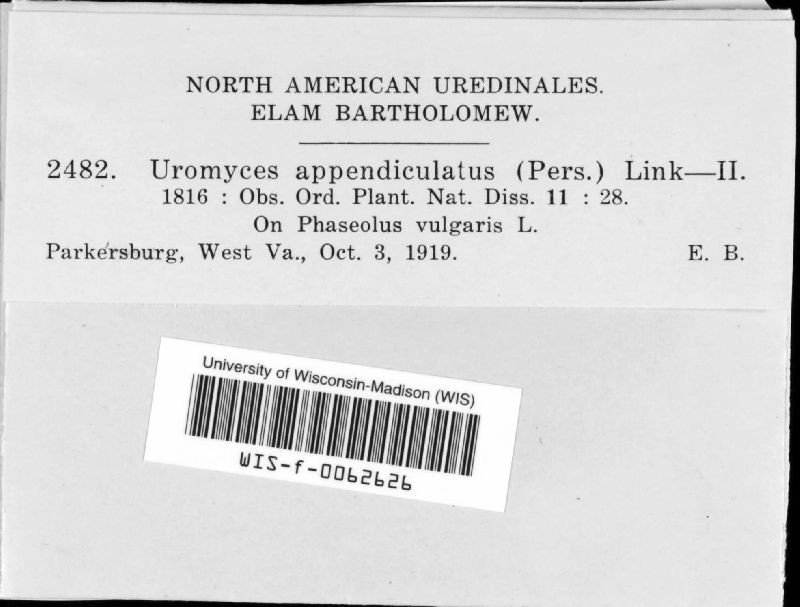 NORTH AMERICAN UREDINALES.
ELAM BARTHOLOMEW.
2482. Uromyces appendiculatus (Pers.) Link—II.
1816 : Obs. Ord. Plant. Nat. Diss. 11 : 28.
On Phaseolus vulgaris L.
Parkersburg, West Va., Oct. 3, 1919. E. B.
University of Wisconsin-Madison (WIS)
WIS-f-0062626